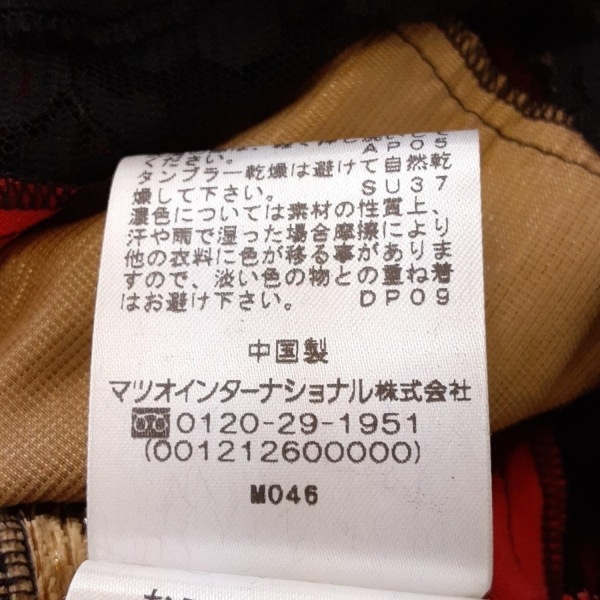 ください。 AP05
タンブラー乾燥は避けて自然乾
燥して下さい。 SU37
濃色については素材の性質上、
汗や雨で湿った場合摩擦により
他の衣料に色が移る事がありま
すので、淡い色の物との重ね着
はお避け下さい。 DP09
中国製
マツオインターナショナル株式会社
0120-29-1951
(001212600000)
M046